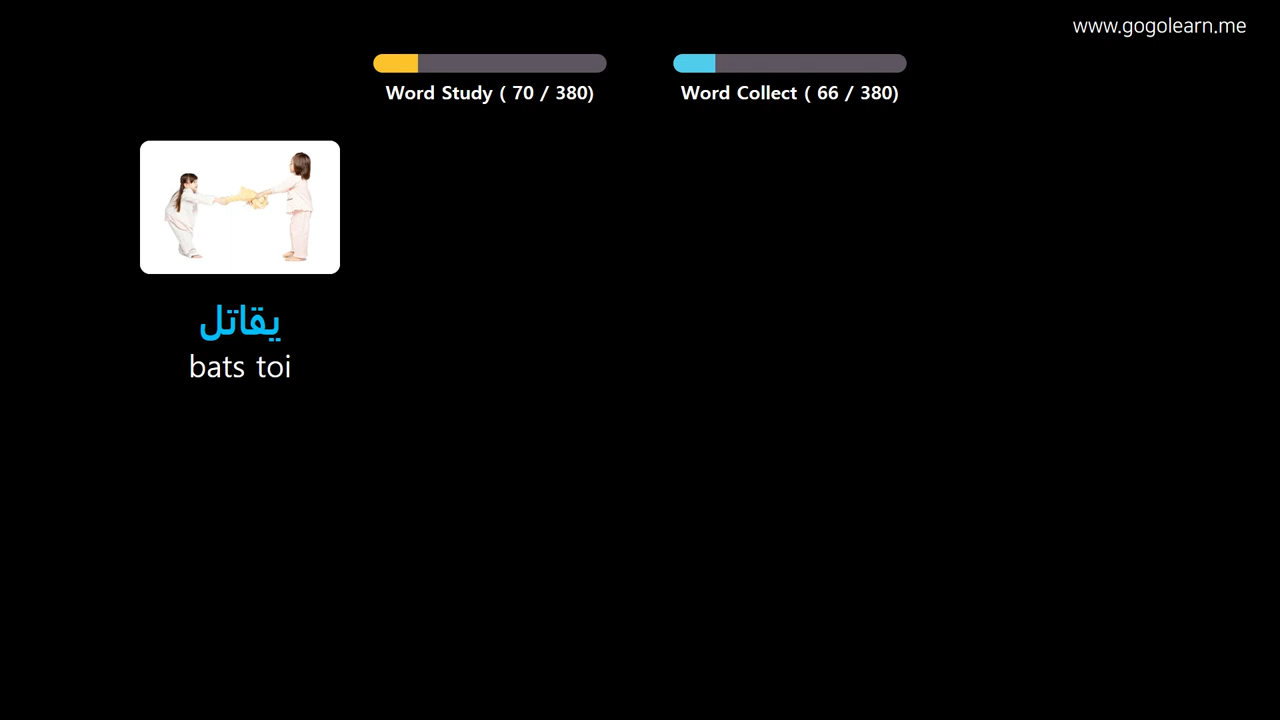 www.gogolearn.me
Word Study ( 70 / 380)
Word Collect ( 66 / 380)
يقاتل
bats toi